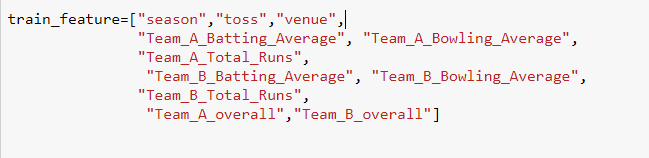 train_feature=["season","toss","venue",
"Team_A_Batting_Average", "Team_A_Bowling_Average",
"Team_A_Total_Runs",
"Team_B_Batting_Average", "Team_B_Bowling_Average",
"Team_B_Total_Runs",
"Team_A_overall","Team_B_overall"]